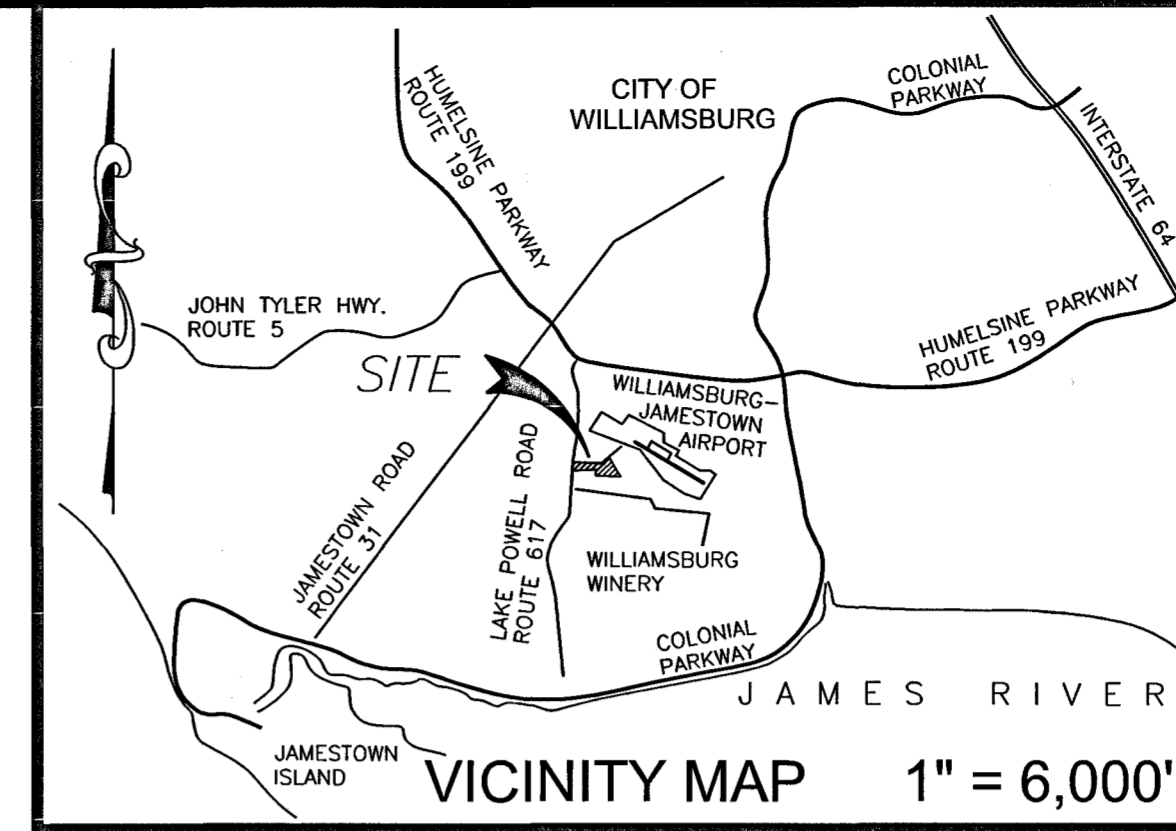 CITY OF
WILLIAMSBURG
COLONIAL
PARKWAY
HUMELSINE PARKWAY
ROUTE 199
INTERSTATE 64
JOHN TYLER HWY.
ROUTE 5
HUMELSINE PARKWAY
ROUTE 199
SITE
WILLIAMSBURG-
JAMESTOWN
AIRPORT
JAMESTOWN ROAD
ROUTE 31
LAKE POWELL ROAD
ROUTE 617
WILLIAMSBURG
WINERY
COLONIAL
PARKWAY
JAMES RIVER
JAMESTOWN
ISLAND
VICINITY MAP 1" = 6,000'